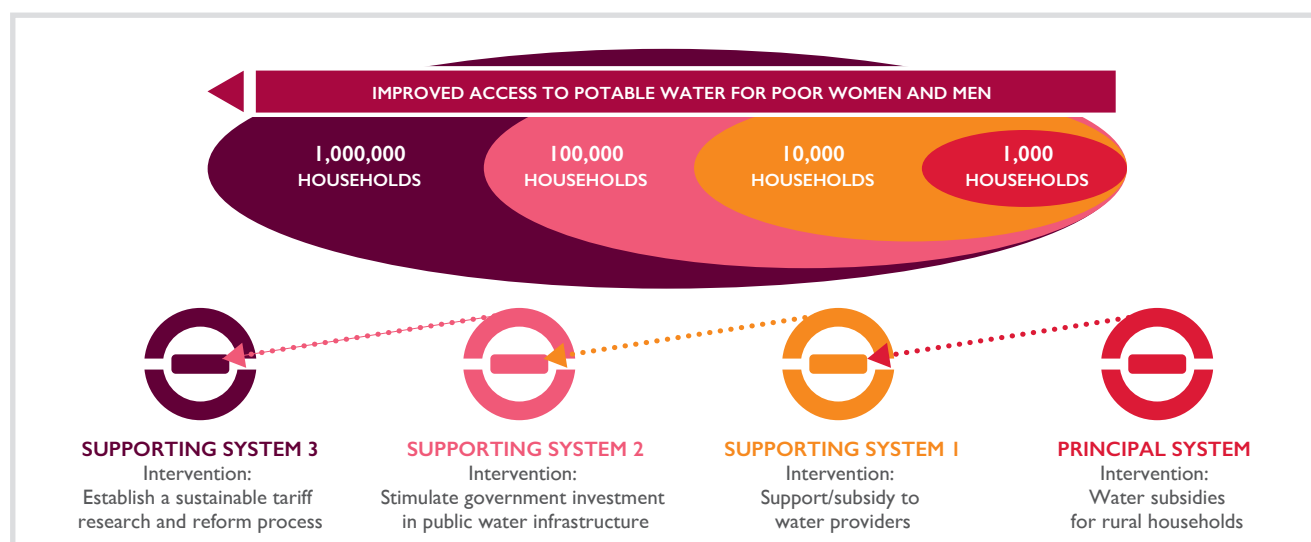 IMPROVED ACCESS TO POTABLE WATER FOR POOR WOMEN AND MEN
1,000,000
HOUSEHOLDS
100,000
HOUSEHOLDS
10,000
HOUSEHOLDS
1,000
HOUSEHOLDS
SUPPORTING SYSTEM 3
Intervention:
Establish a sustainable tariff
research and reform process
SUPPORTING SYSTEM 2
Intervention:
Stimulate government investment
in public water infrastructure
SUPPORTING SYSTEM 1
Intervention:
Support/subsidy to
water providers
PRINCIPAL SYSTEM
Intervention:
Water subsidies
for rural households